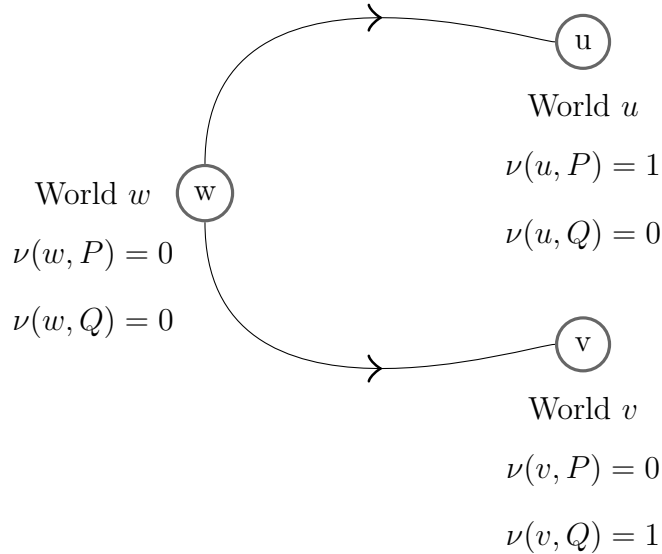 u
World u
ν(u, P) = 1
ν(u, Q) = 0
w
World w
ν(w, P) = 0
ν(w, Q) = 0
v
World v
ν(v, P) = 0
ν(v, Q) = 1